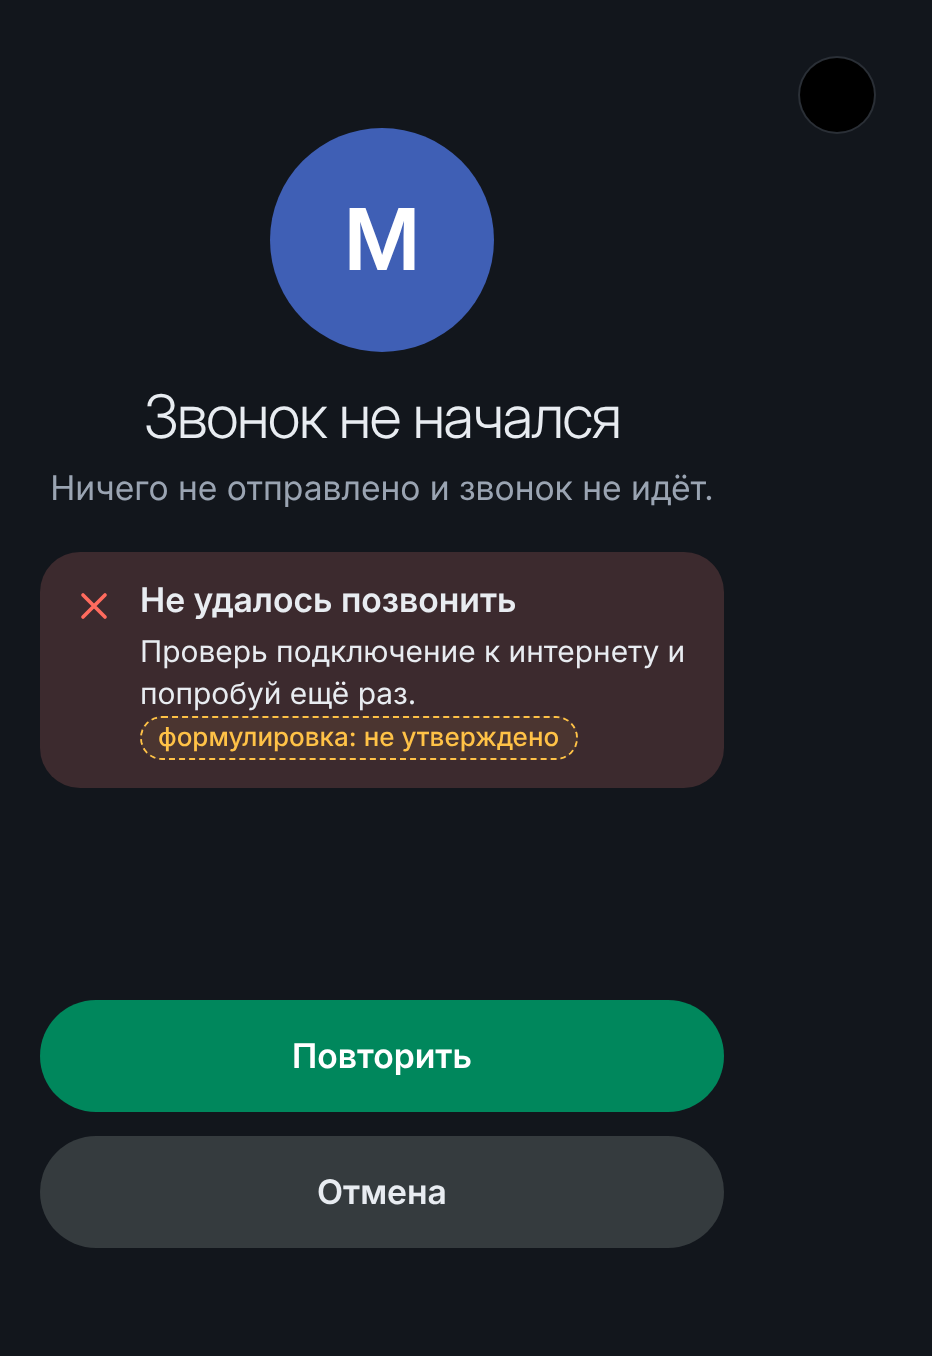 М
Звонок не начался
Ничего не отправлено и звонок не идёт.
Не удалось позвонить
Проверь подключение к интернету и
попробуй ещё раз.
формулировка: не утверждено
Повторить
Отмена